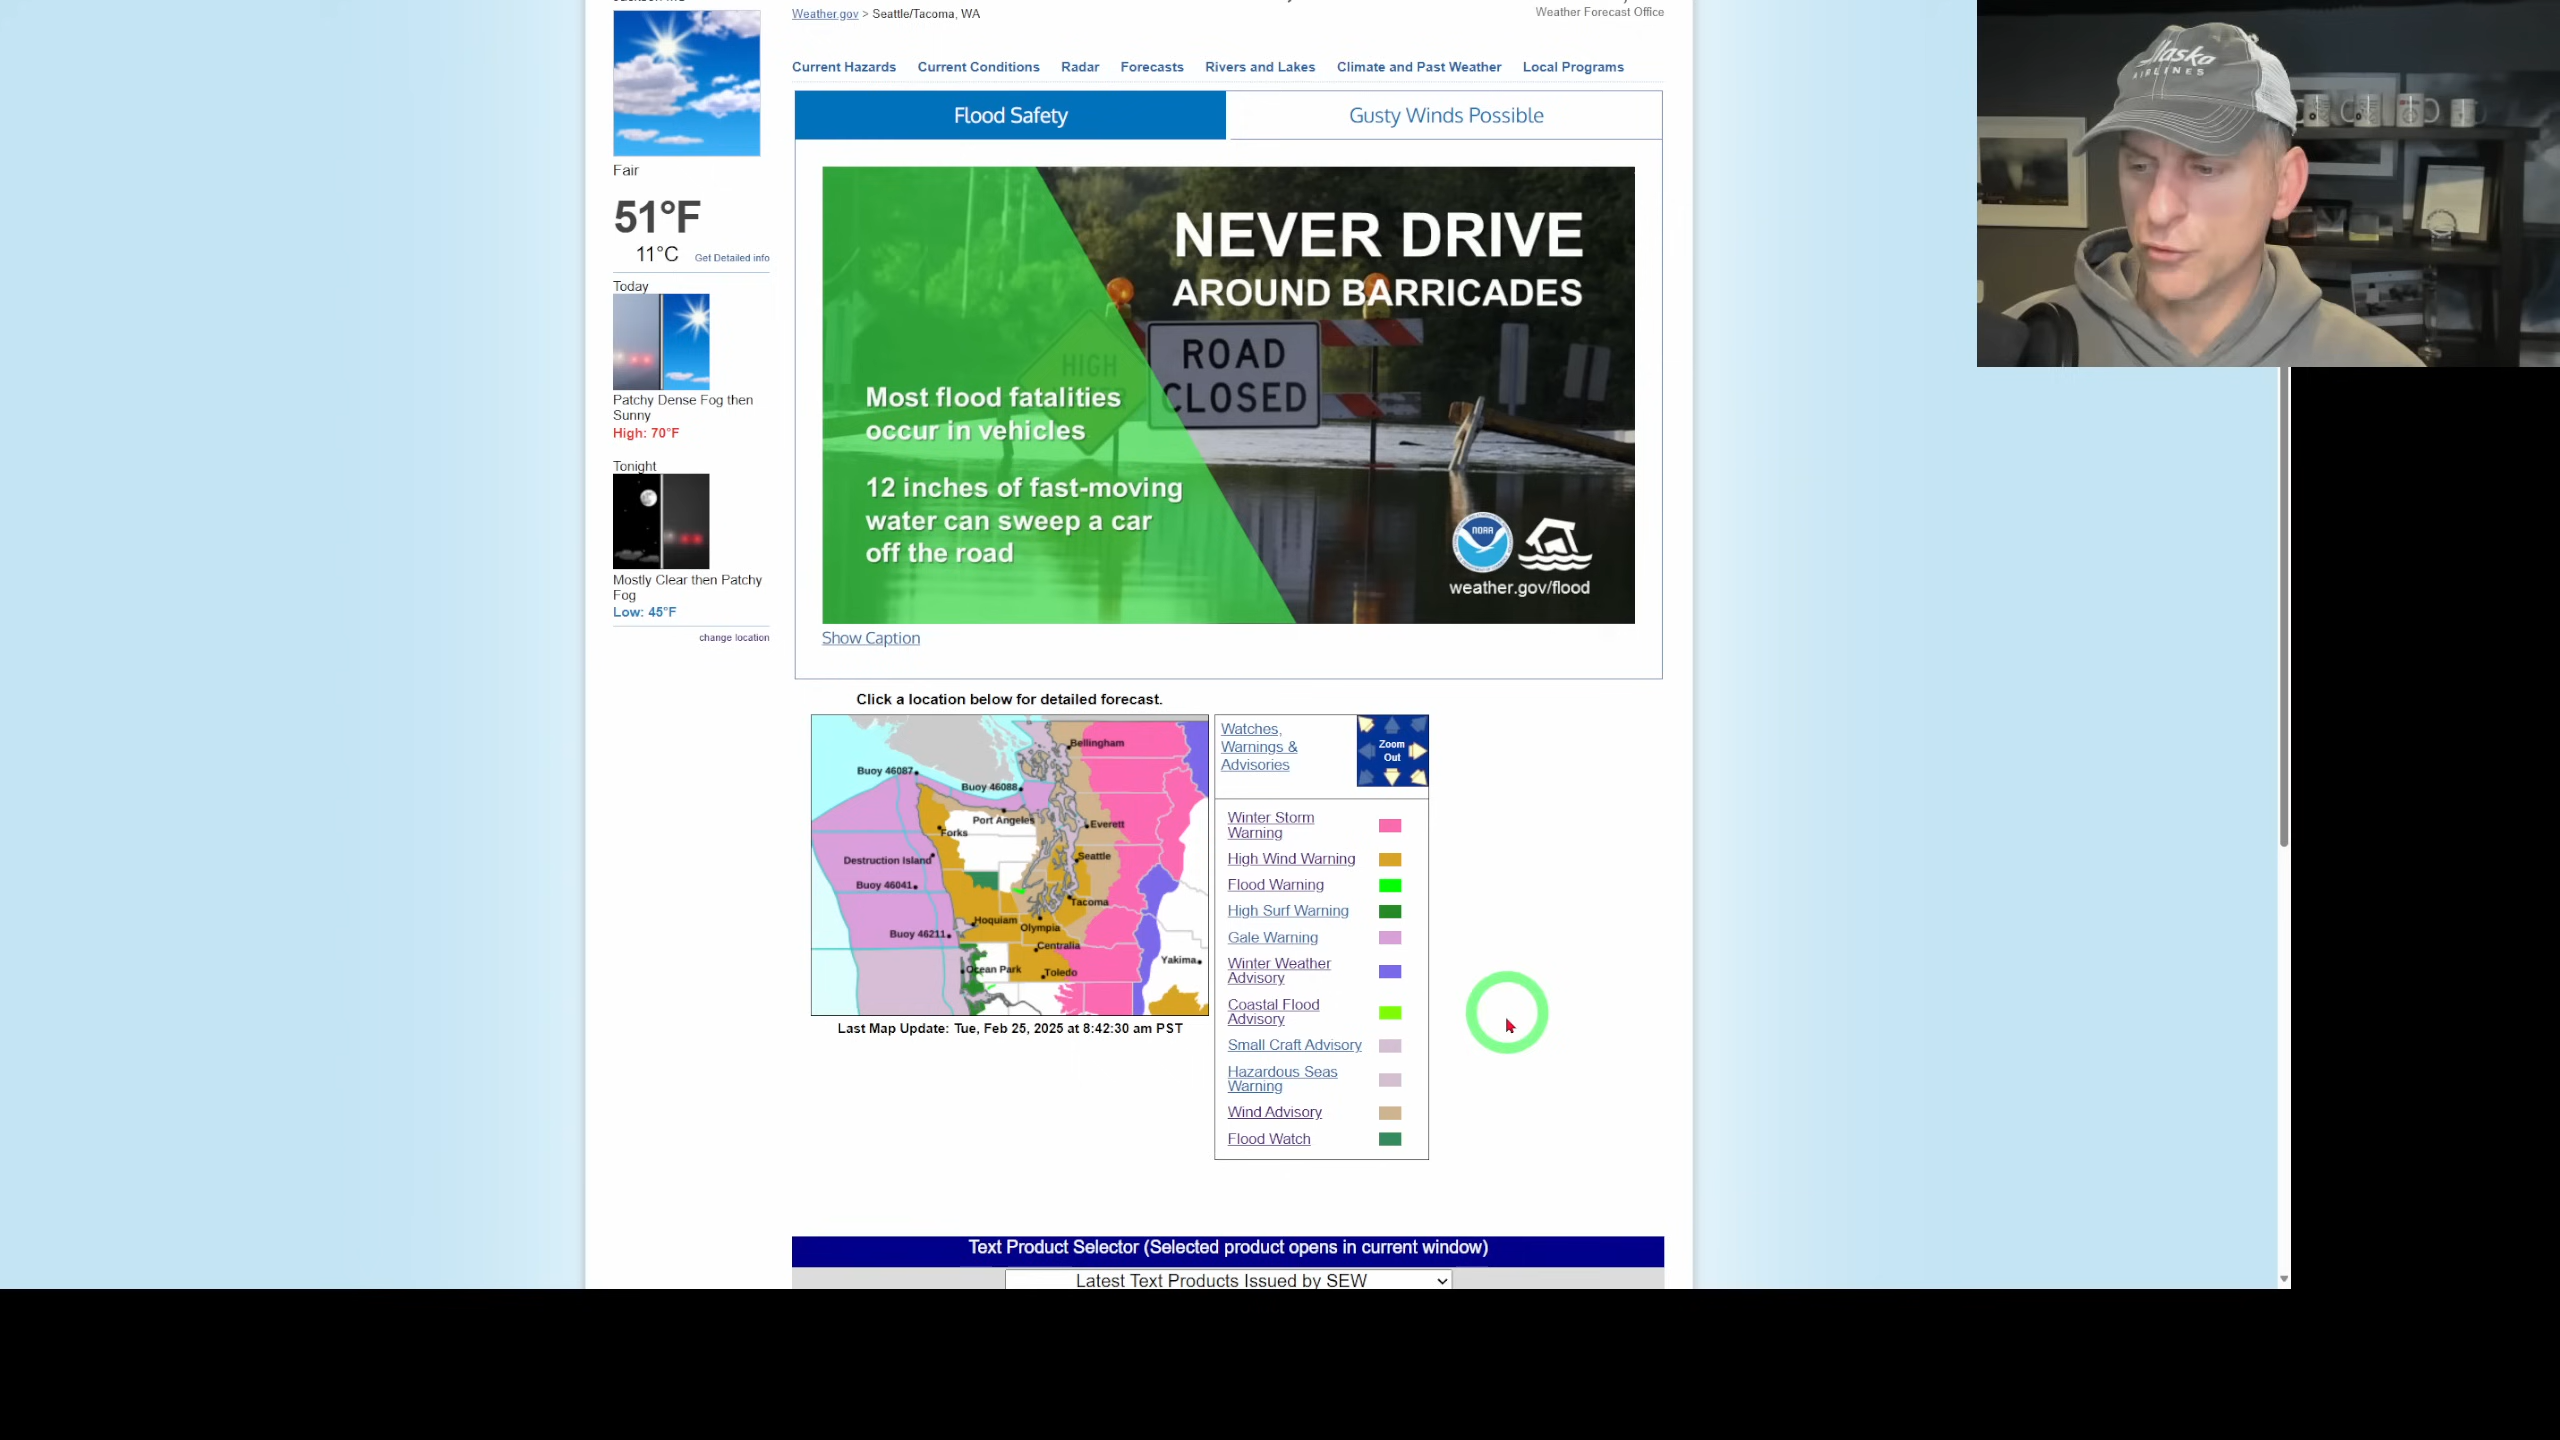 Weather.gov > Seattle/Tacoma, WA
Weather Forecast Office
Current Hazards Current Conditions Radar Forecasts Rivers and Lakes Climate and Past Weather Local Programs
Flood Safety
Gusty Winds Possible
Fair
51°F
11°C Get Detailed info
Today
Patchy Dense Fog then
Sunny
High: 70°F
Tonight
Mostly Clear then Patchy
Fog
Low: 45°F
change location
NEVER DRIVE
AROUND BARRICADES
HIGH
ROAD
CLOSED
Most flood fatalities
occur in vehicles
12 inches of fast-moving
water can sweep a car
off the road
NOAA
weather.gov/flood
Show Caption
Click a location below for detailed forecast.
Bellingham
Buoy 46087
Buoy 46088
Port Angeles
Everett
Forks
Seattle
Destruction Island
Buoy 46041
Tacoma
Hoquiam
Olympia
Buoy 46211
Centralia
Yakima
Ocean Park
Toledo
Last Map Update: Tue, Feb 25, 2025 at 8:42:30 am PST
Watches,
Warnings &
Advisories
Zoom
Out
Winter Storm
Warning
High Wind Warning
Flood Warning
High Surf Warning
Gale Warning
Winter Weather
Advisory
Coastal Flood
Advisory
Small Craft Advisory
Hazardous Seas
Warning
Wind Advisory
Flood Watch
Text Product Selector (Selected product opens in current window)
Latest Text Products Issued by SEW
Alaska
AIRLINES